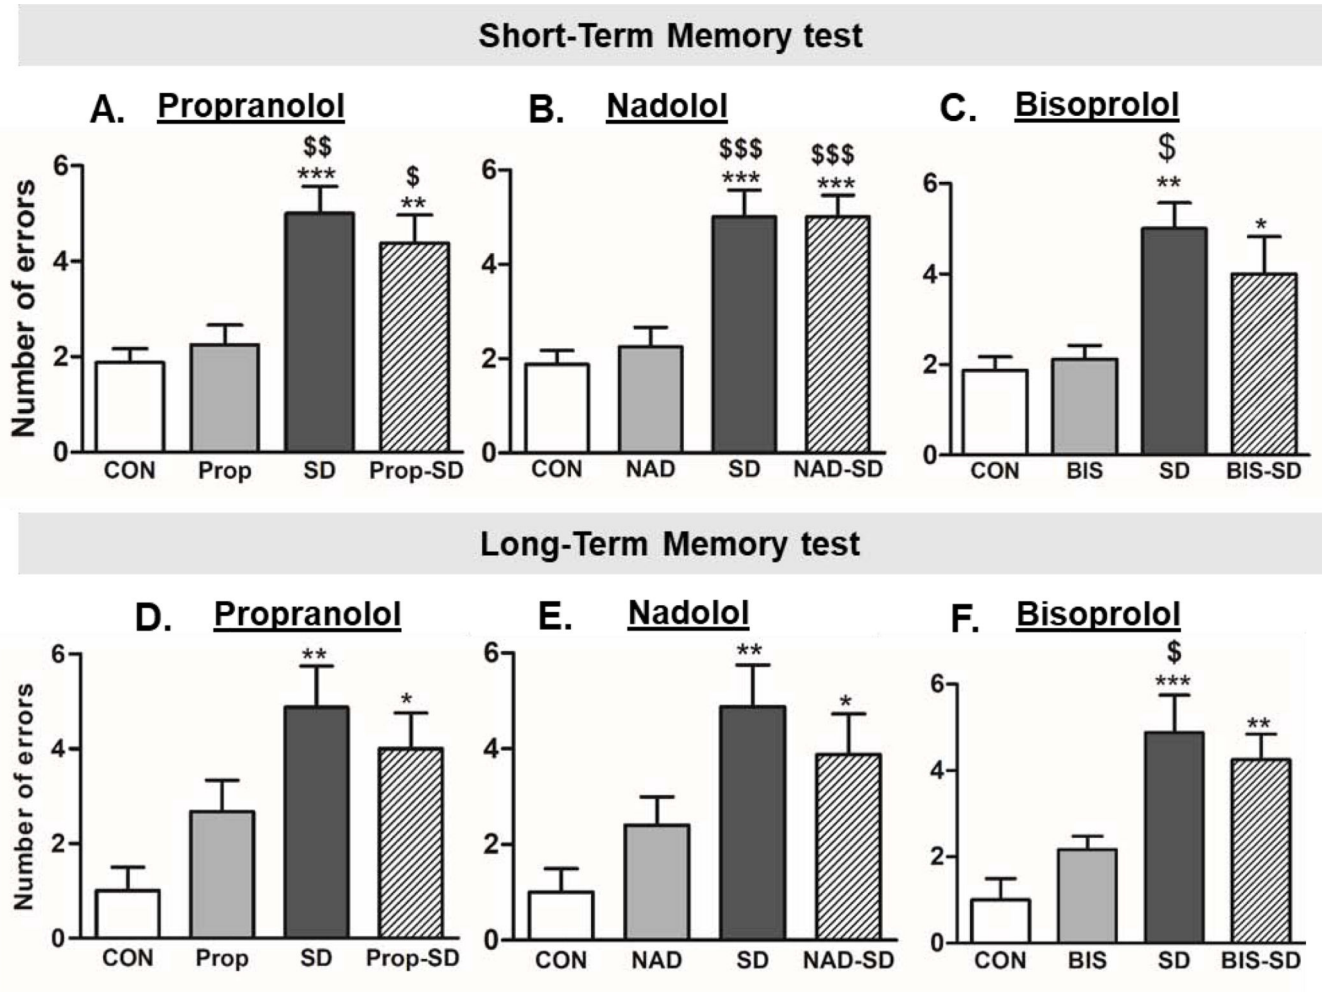 Short-Term Memory test
A. Propranolol
B. Nadolol
C. Bisoprolol
Number of errors
6
4
2
0
$$
***
$
**
CON Prop SD Prop-SD
6
4
2
0
$$$
***
$$$
***
CON NAD SD NAD-SD
6
4
2
0
$
**
*
CON BIS SD BIS-SD
Long-Term Memory test
D. Propranolol
E. Nadolol
F. Bisoprolol
Number of errors
6
4
2
0
**
*
CON Prop SD Prop-SD
6
4
2
0
**
*
CON NAD SD NAD-SD
6
4
2
0
$
***
**
CON BIS SD BIS-SD